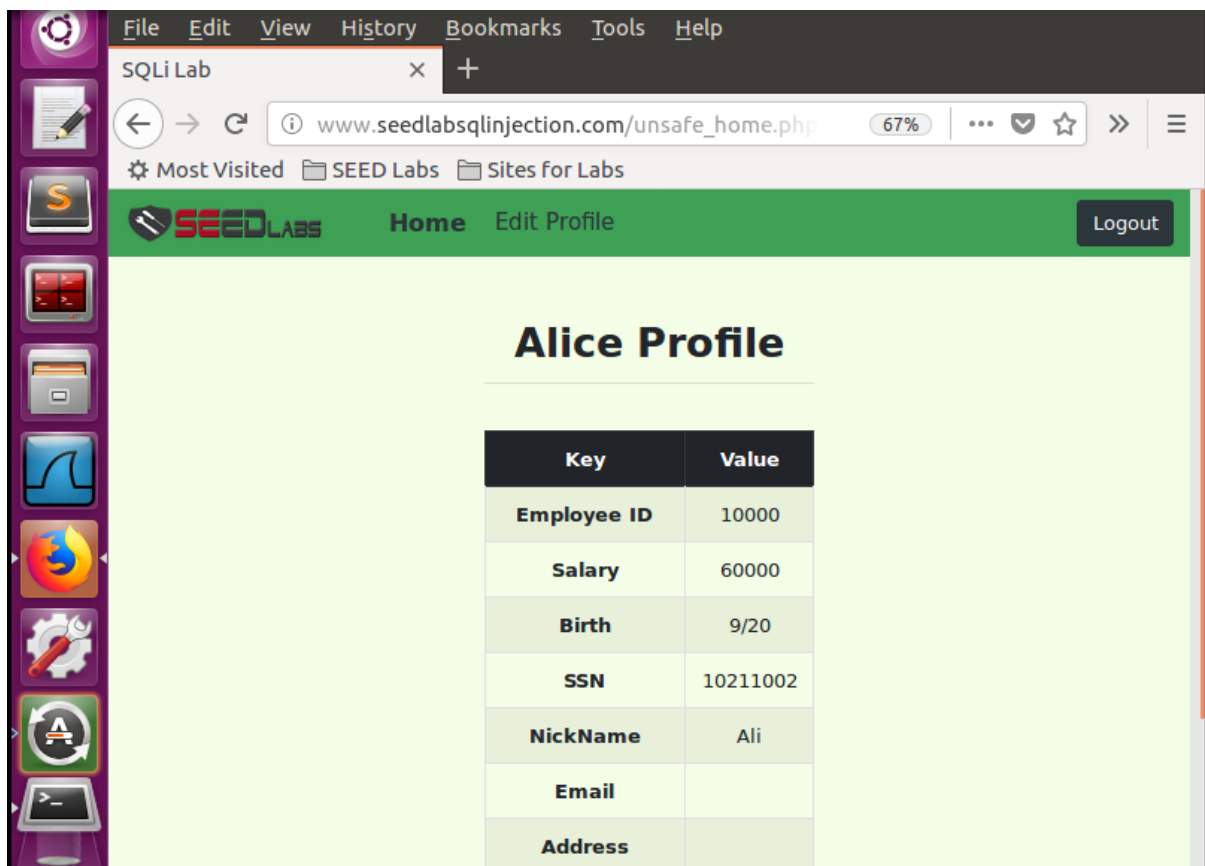 File Edit View History Bookmarks Tools Help
SQLi Lab
www.seedlabsqlinjection.com/unsafe_home.php 67%
Most Visited SEED Labs Sites for Labs
SEEDLABS Home Edit Profile Logout
Alice Profile
Key Value
Employee ID 10000
Salary 60000
Birth 9/20
SSN 10211002
NickName Ali
Email
Address